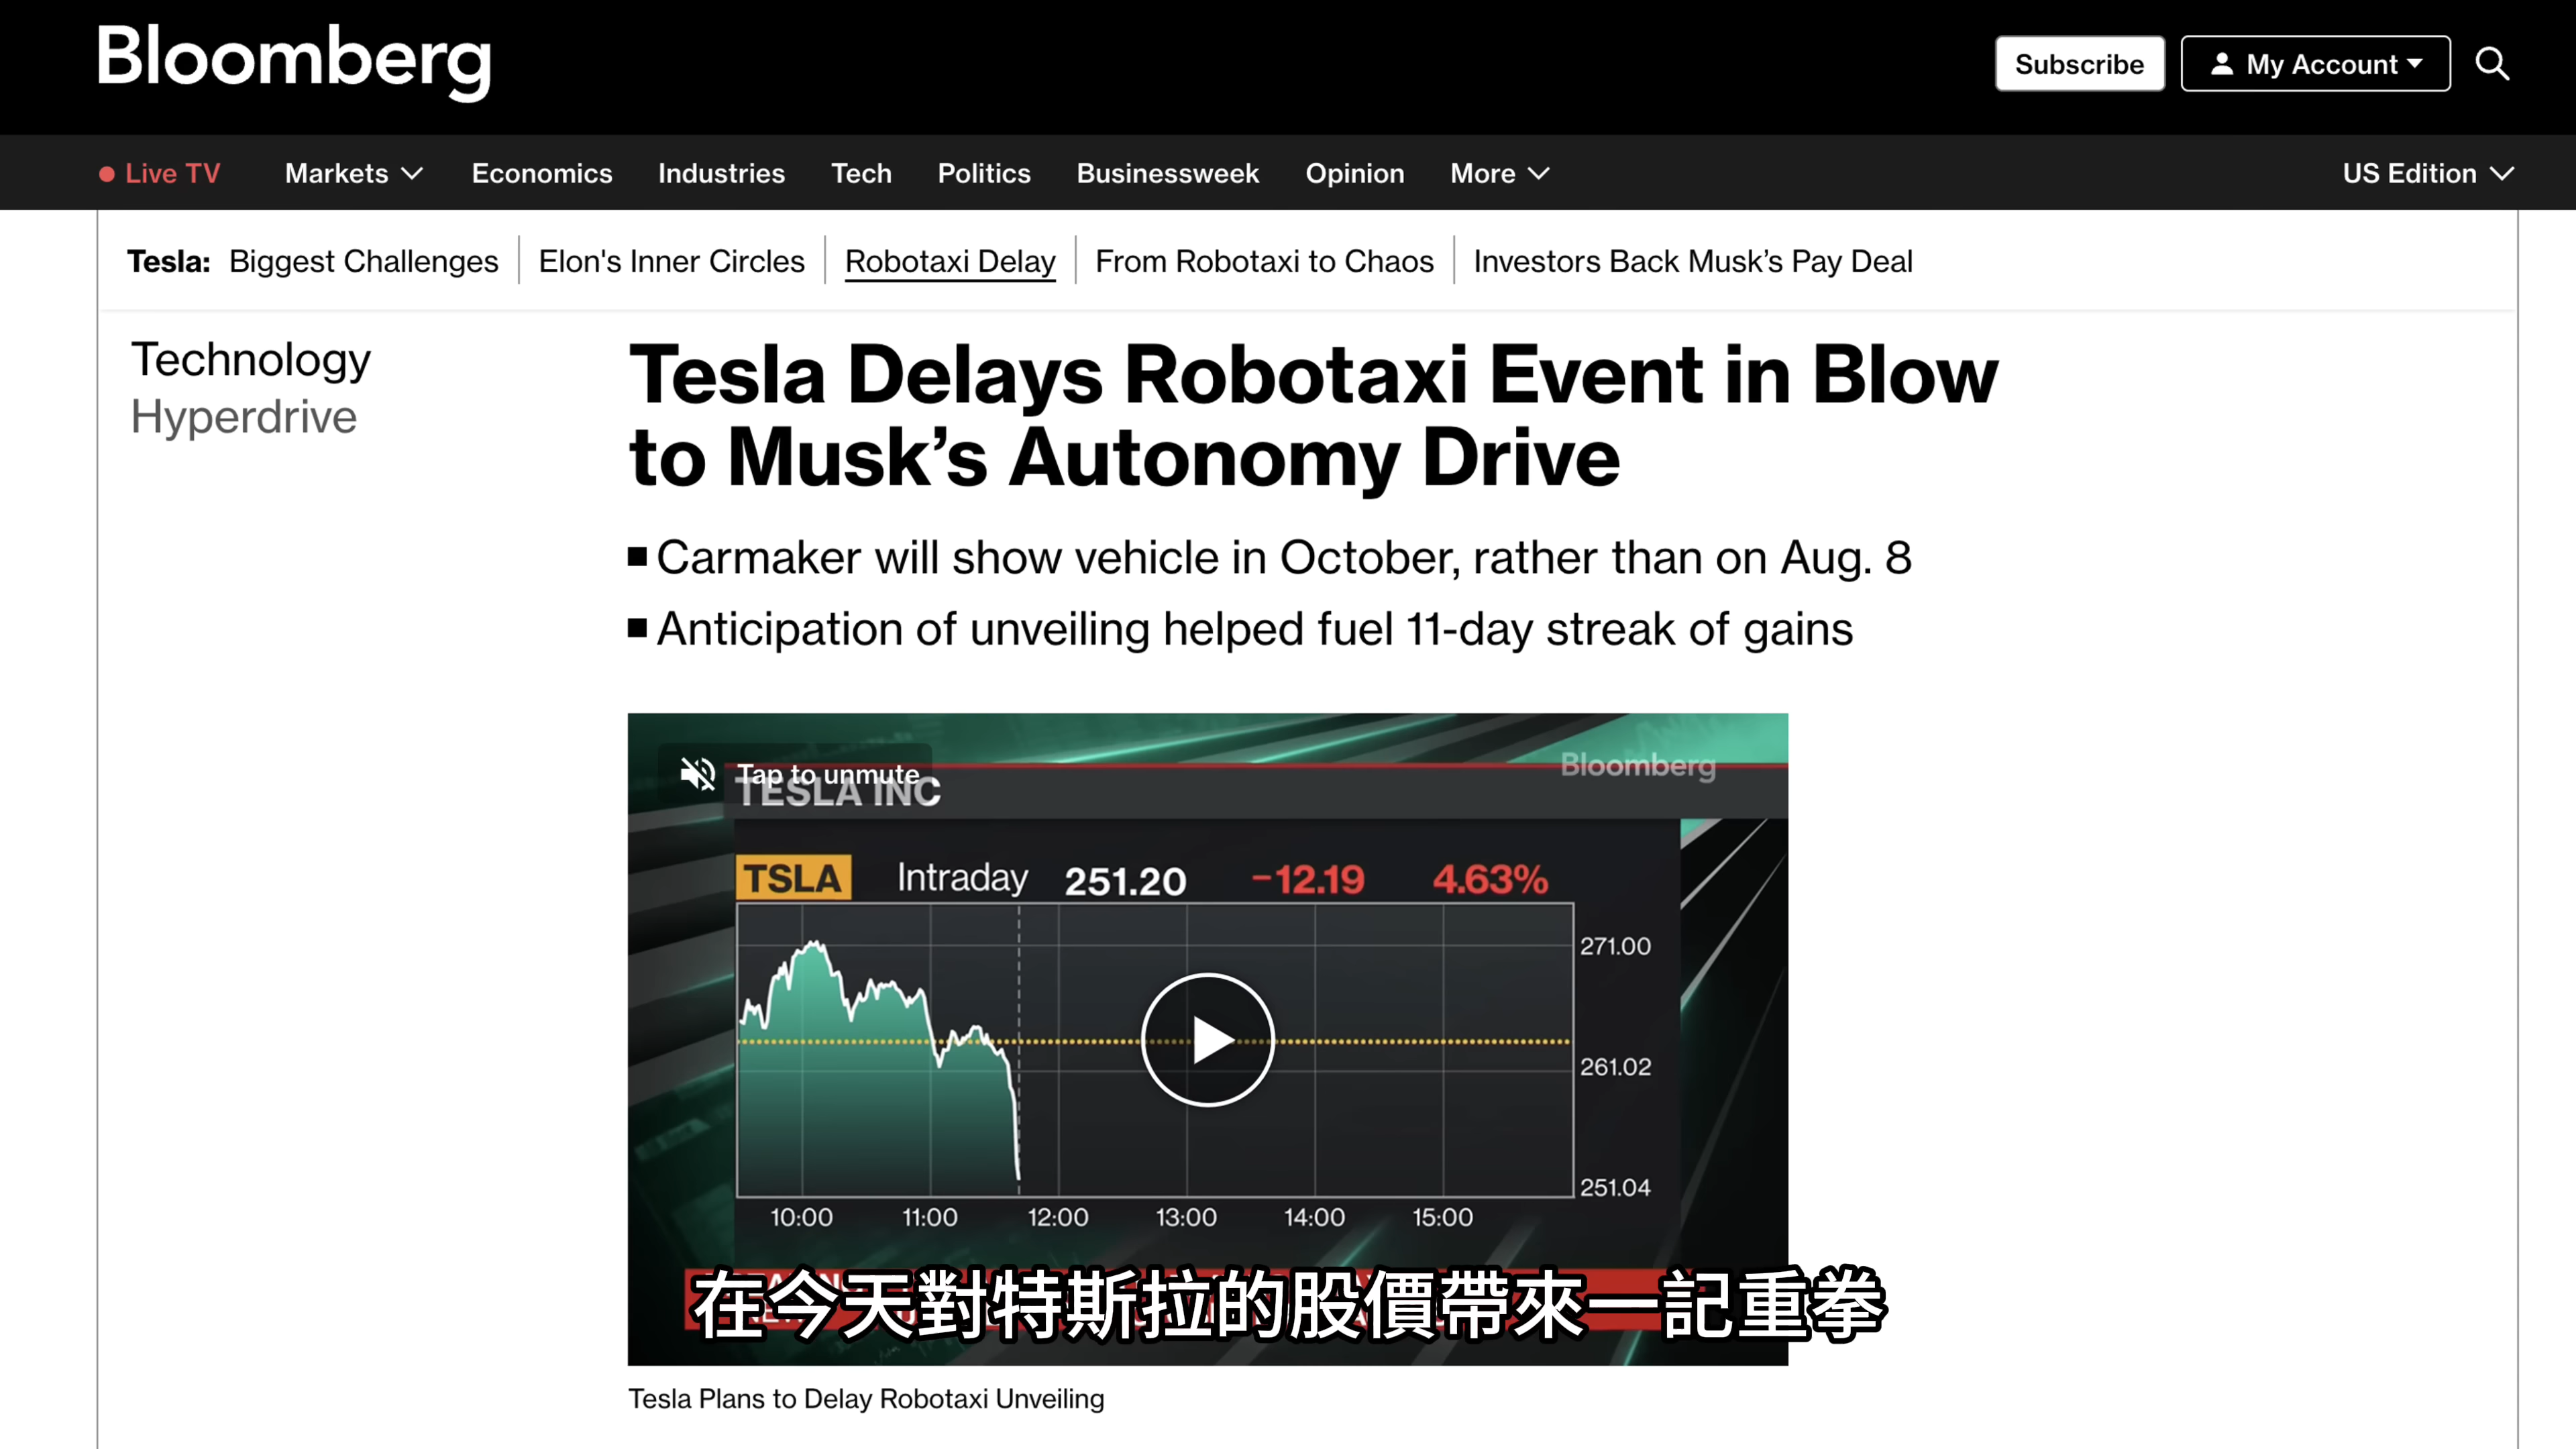 Bloomberg
Subscribe
My Account
Live TV
Markets
Economics
Industries
Tech
Politics
Businessweek
Opinion
More
US Edition
Tesla: Biggest Challenges
Elon's Inner Circles
Robotaxi Delay
From Robotaxi to Chaos
Investors Back Musk’s Pay Deal
Technology
Hyperdrive
Tesla Delays Robotaxi Event in Blow
to Musk’s Autonomy Drive
Carmaker will show vehicle in October, rather than on Aug. 8
Anticipation of unveiling helped fuel 11-day streak of gains
Tap to unmute
Bloomberg
TESLA INC
TSLA Intraday 251.20 -12.19 4.63%
271.00
261.02
251.04
10:00 11:00 12:00 13:00 14:00 15:00
在今天對特斯拉的股價帶來一記重拳
Tesla Plans to Delay Robotaxi Unveiling